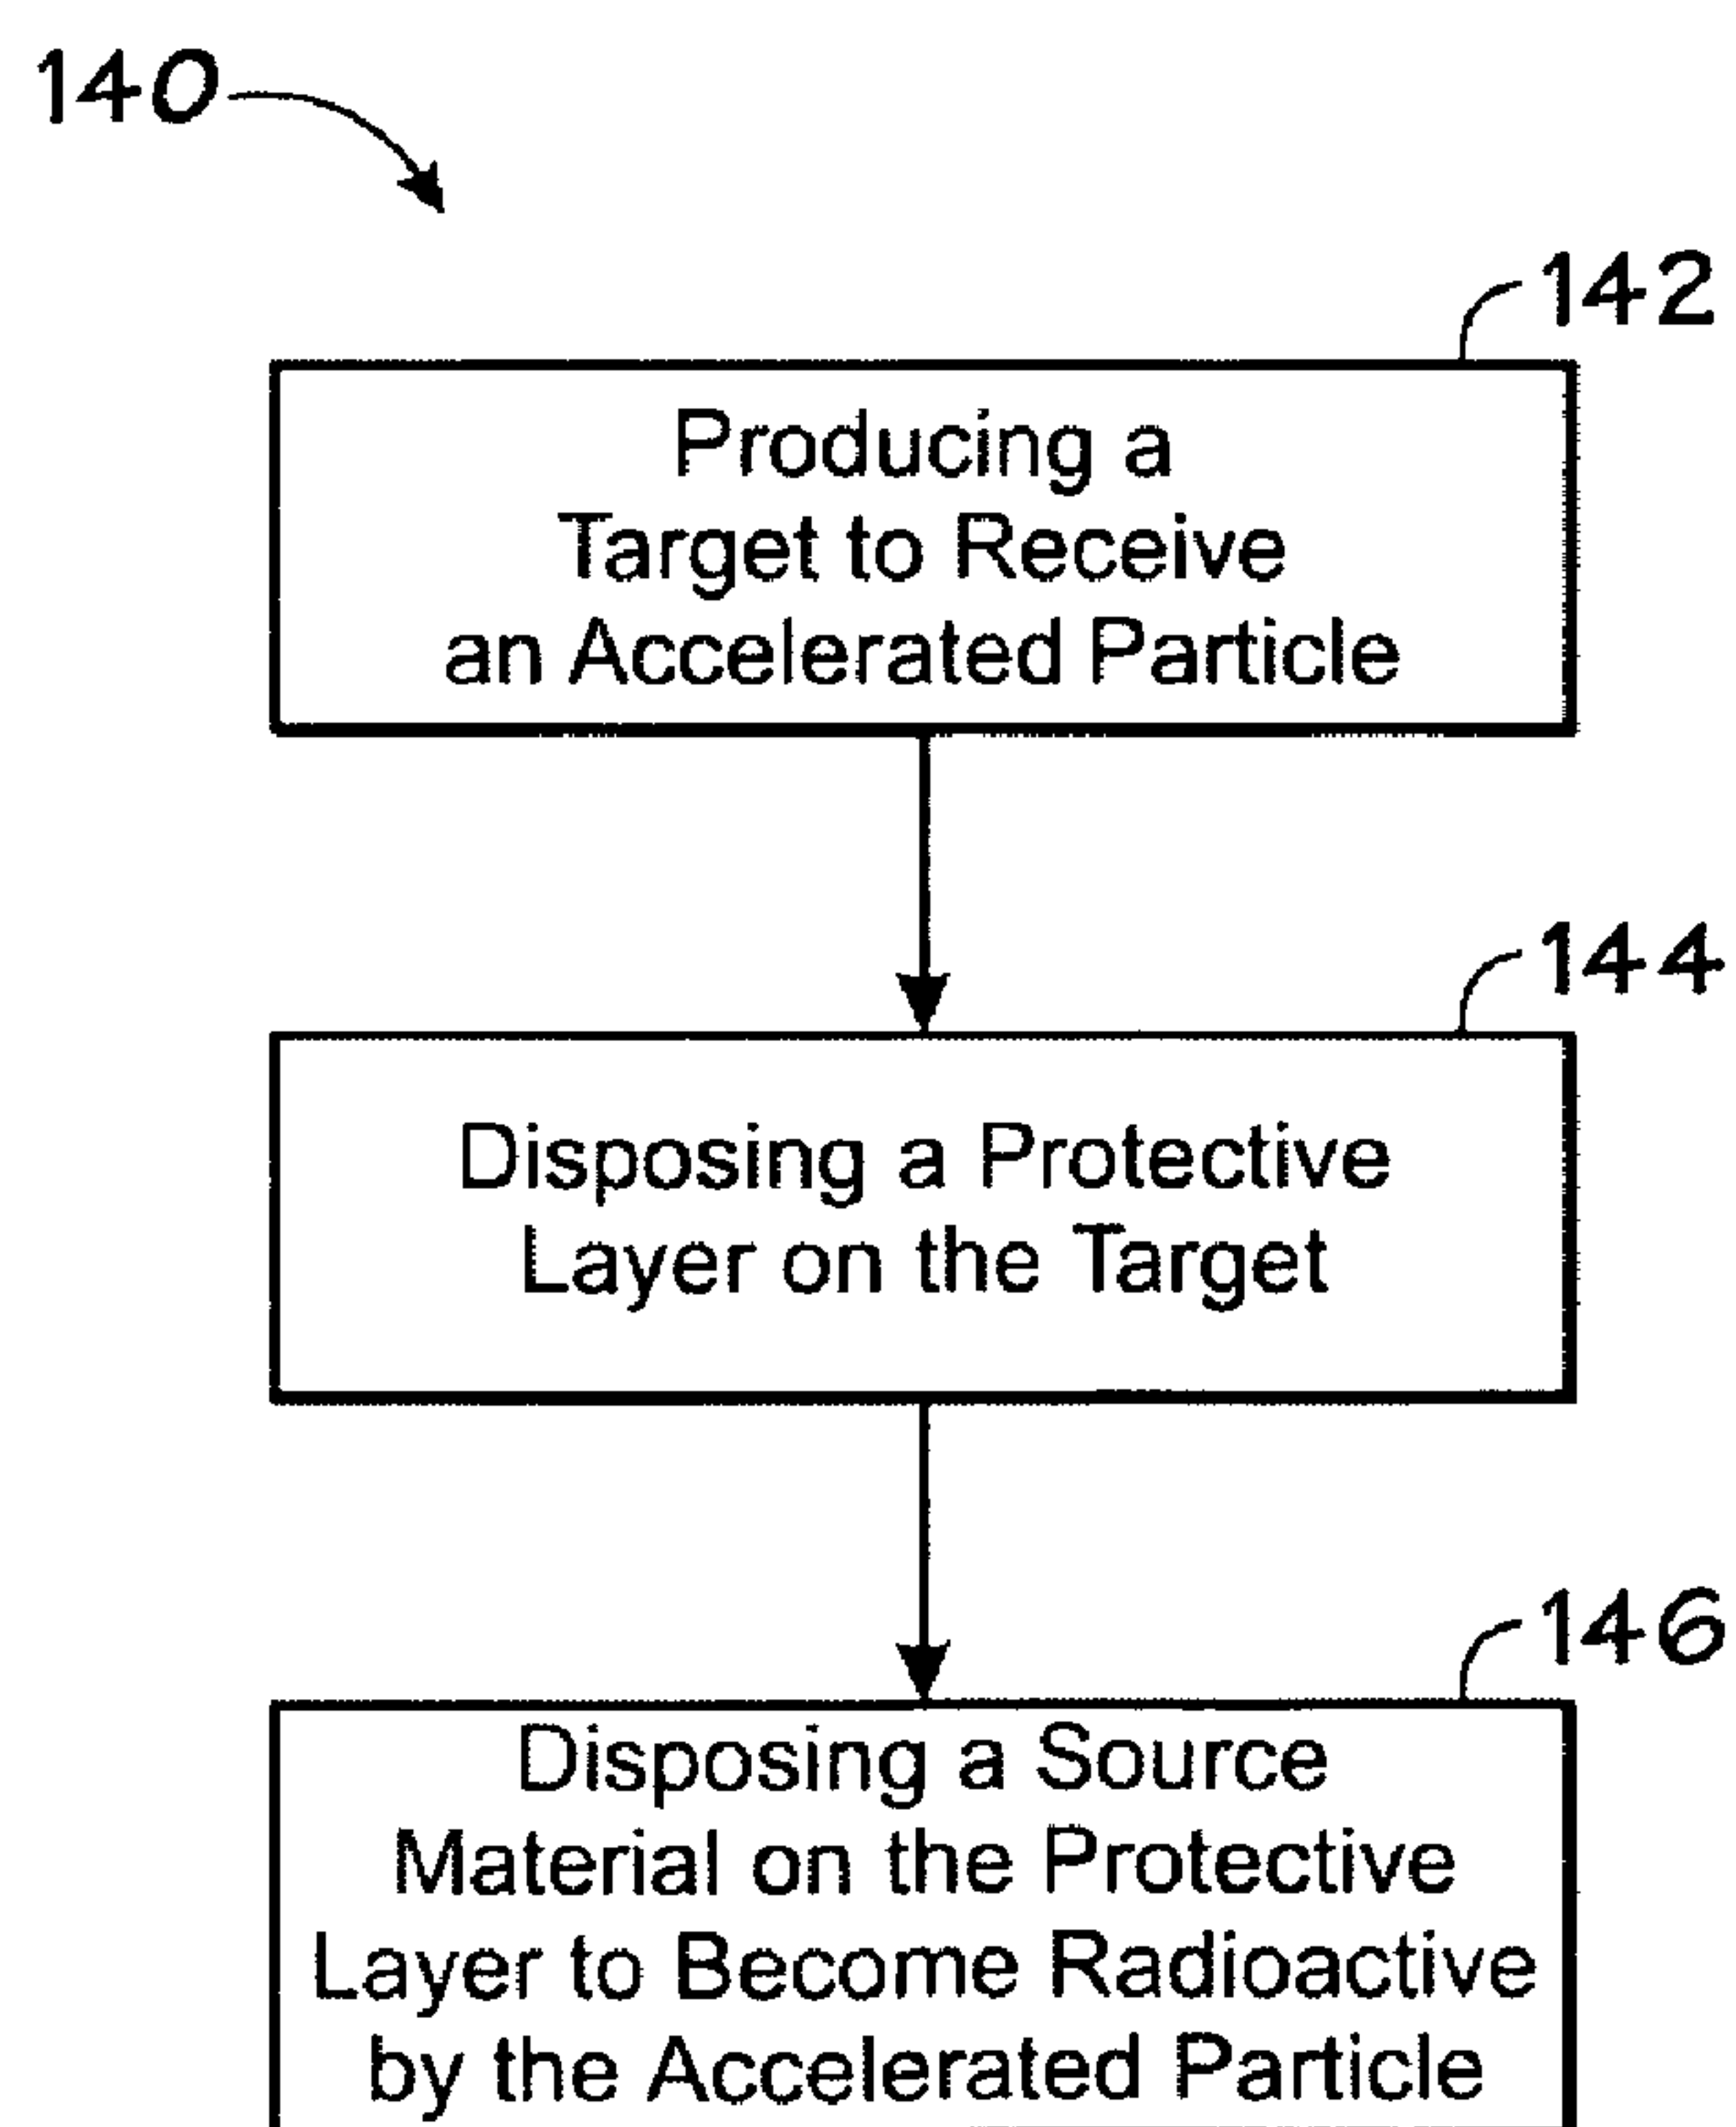 140
142
Producing a
Target to Receive
an Accelerated Particle
144
Disposing a Protective
Layer on the Target
146
Disposing a Source
Material on the Protective
Layer to Become Radioactive
by the Accelerated Particle